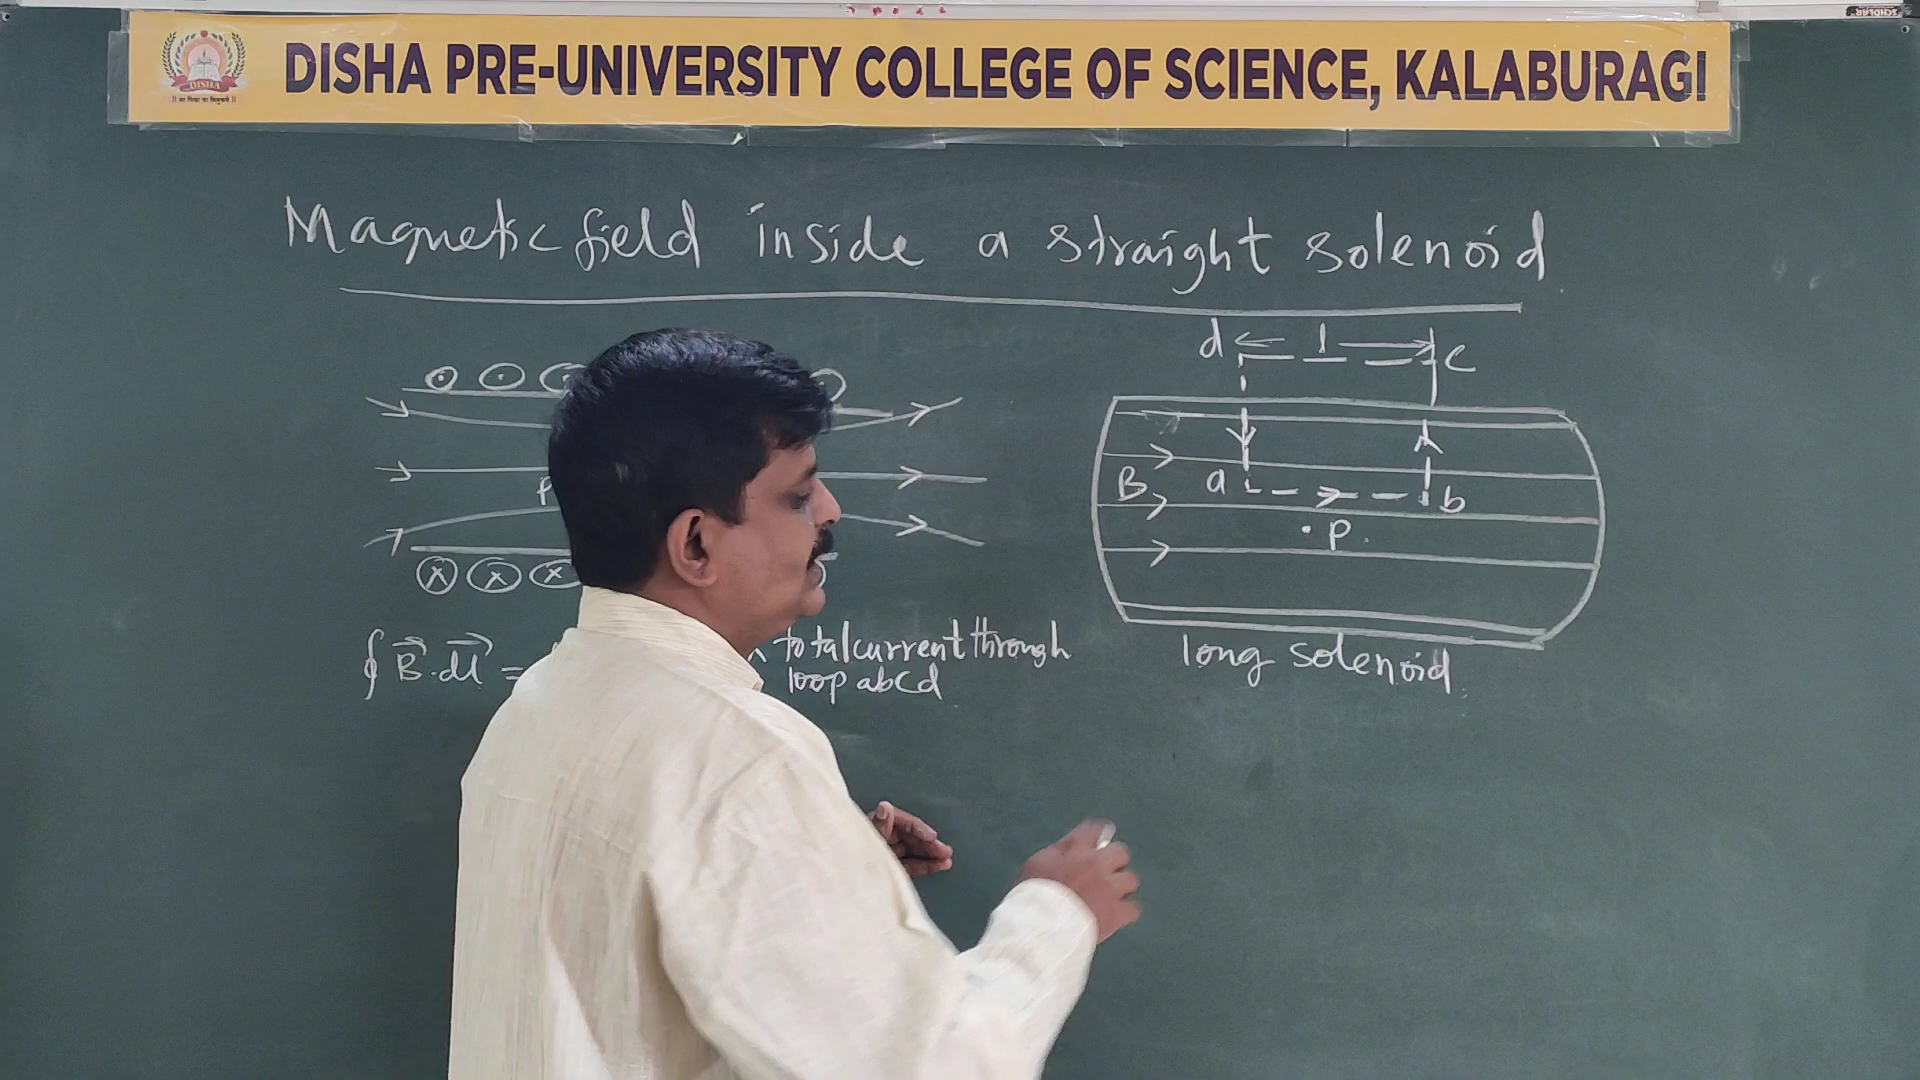 DISHA PRE-UNIVERSITY COLLEGE OF SCIENCE, KALABURAGI
DISHA
Magnetic field inside a straight solenoid
d l c
B a b
P
P
∮ B⃗.dl⃗ = x total current through
loop abcd
long solenoid